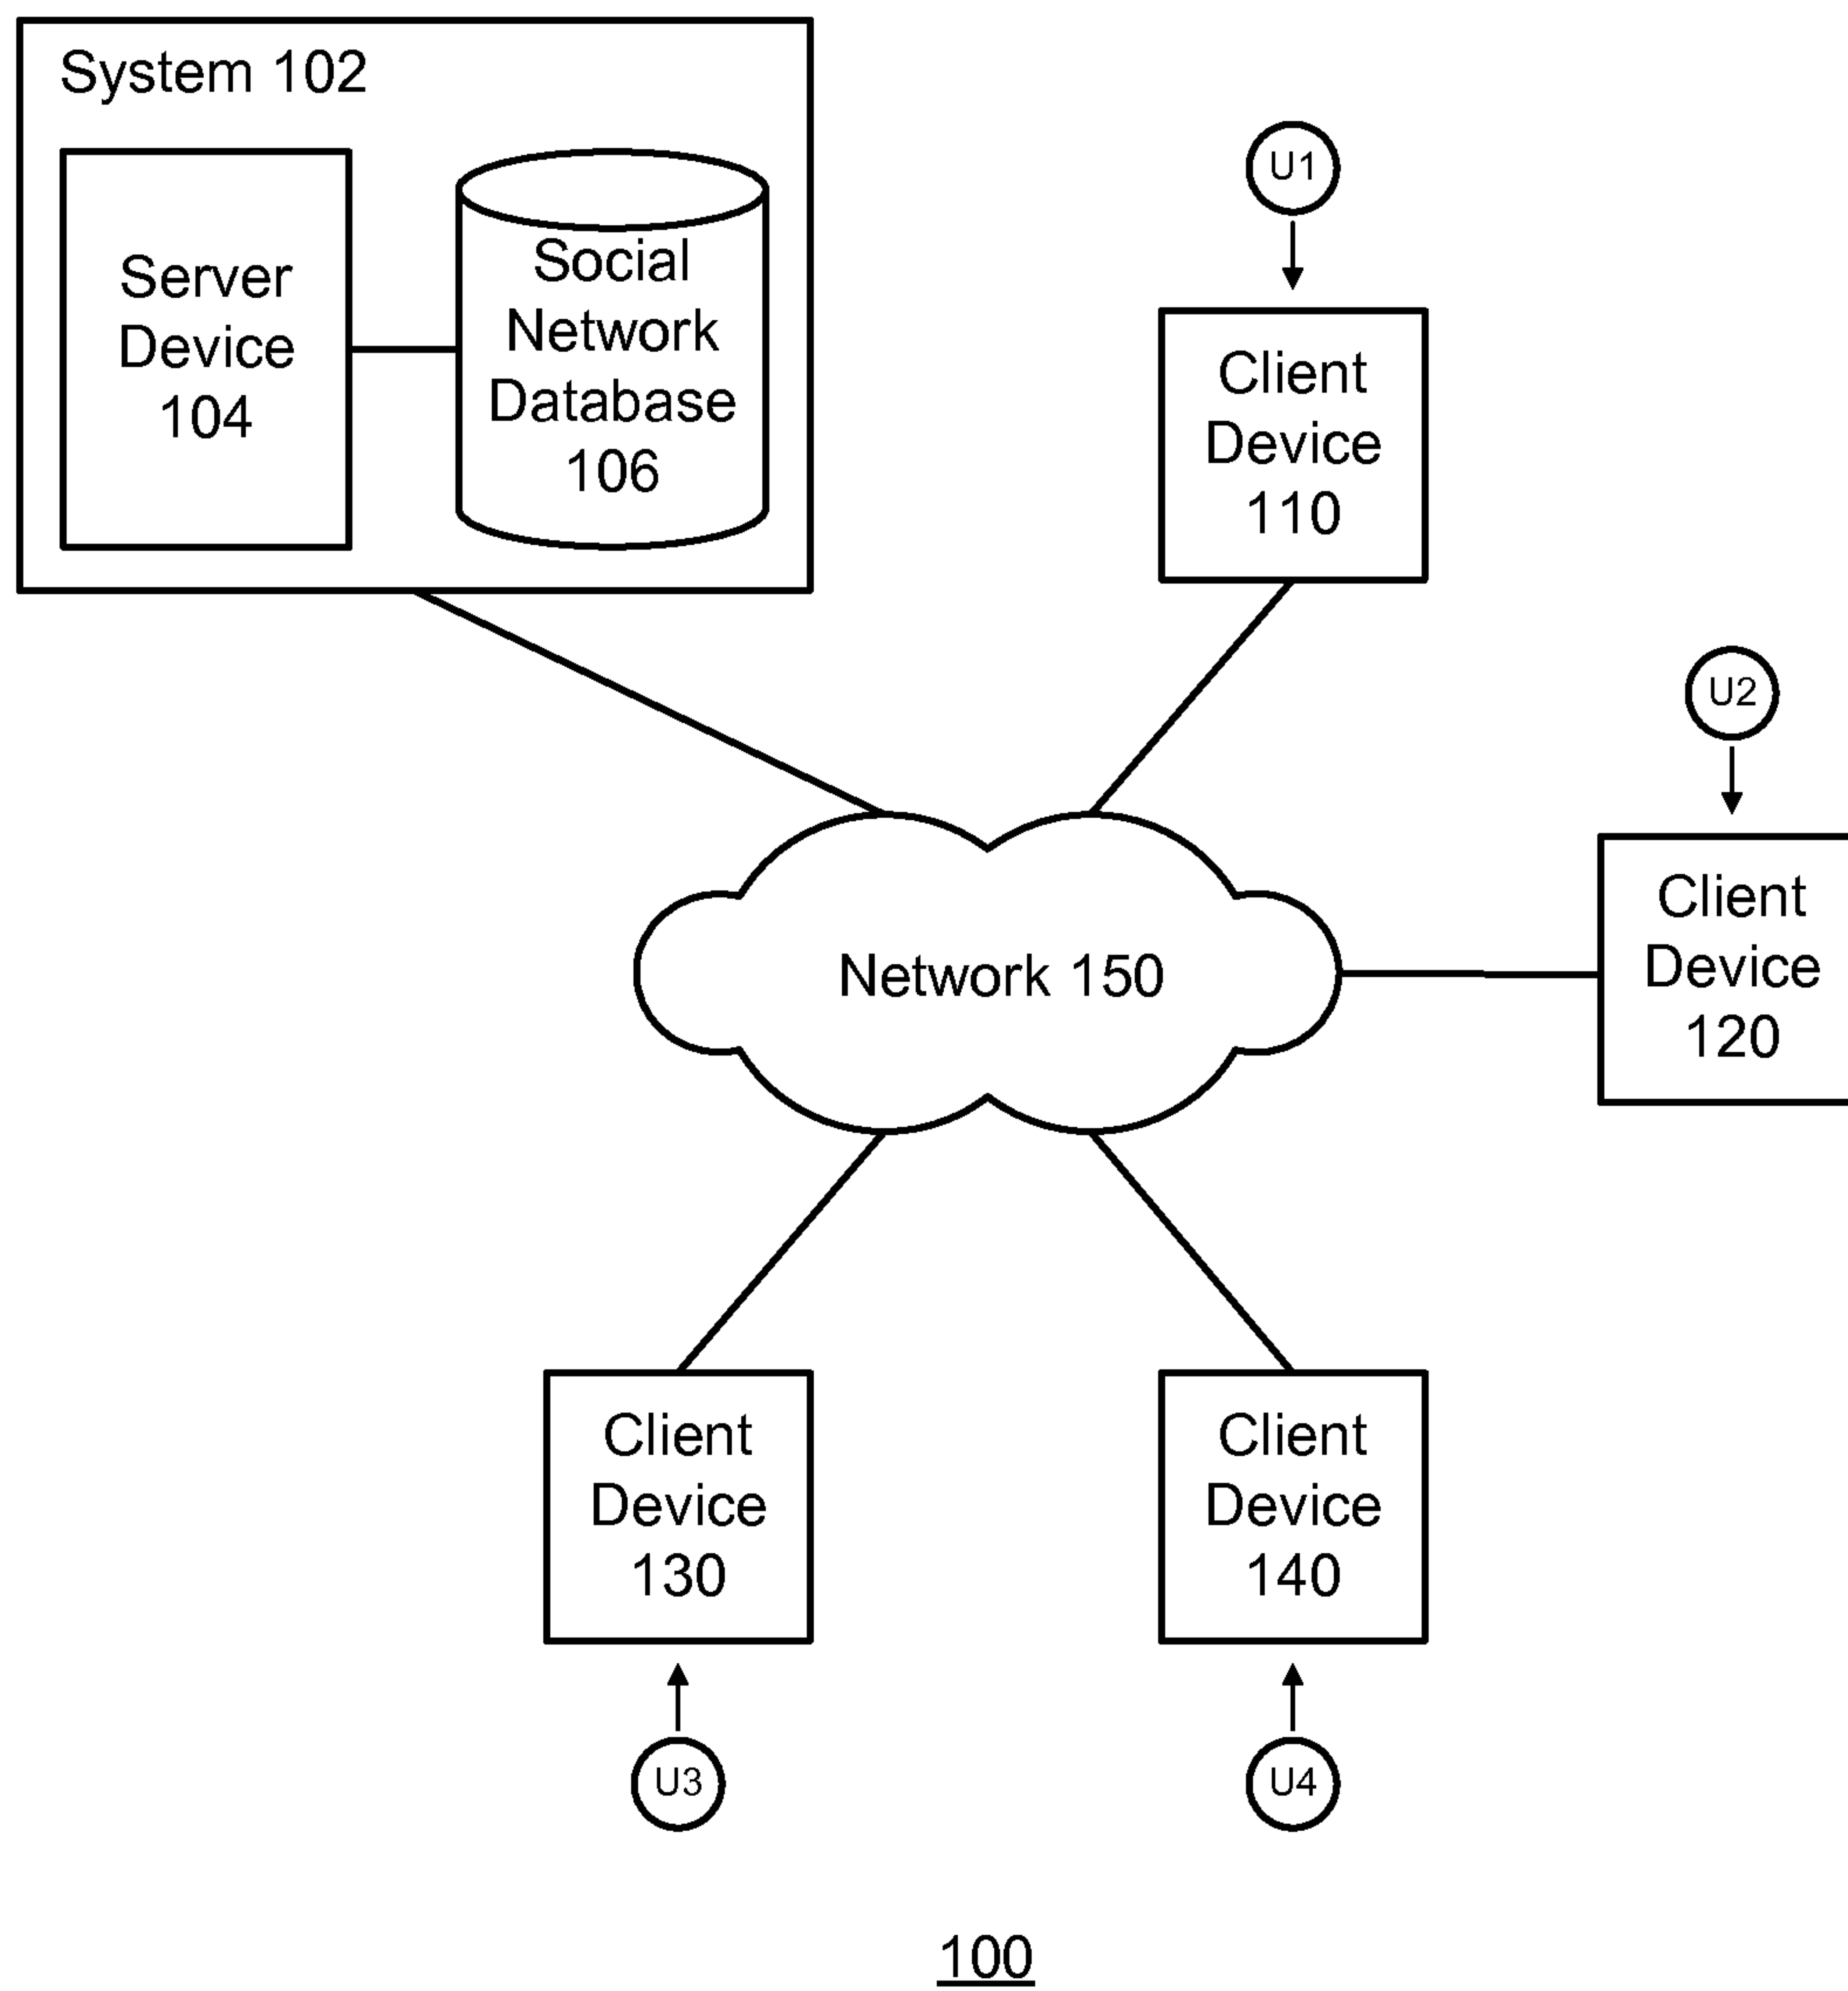 System 102
Server
Device
104
Social
Network
Database
106
U1
Client
Device
110
U2
Client
Device
120
Network 150
Client
Device
130
Client
Device
140
U3
U4
100